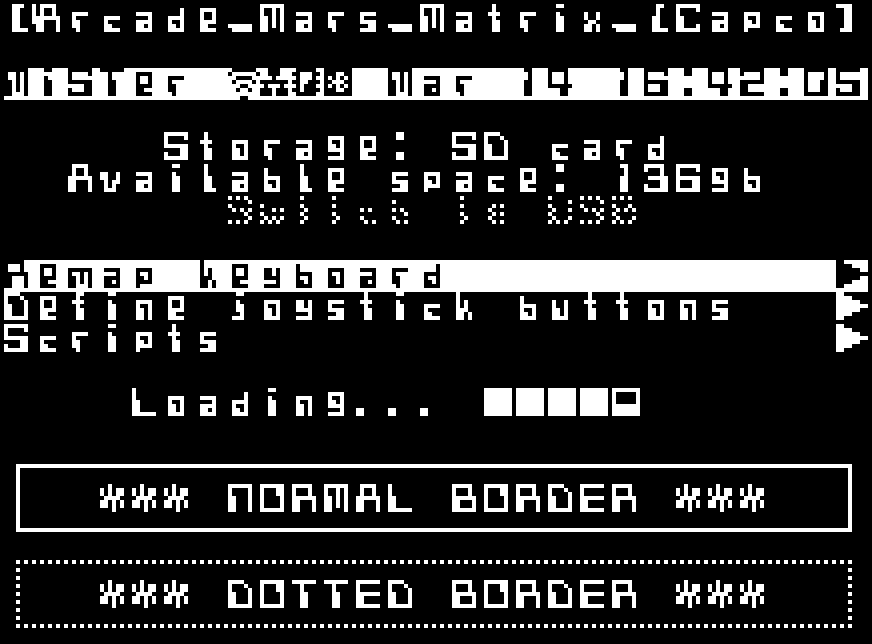 [Arcade_Mars_Matrix_(Capco]
MiSTer Mar 14 16:42:05
Storage: SD card
Available space: 136gb
Switch to USB
Remap keyboard
Define joystick buttons
Scripts
Loading...
*** NORMAL BORDER ***
*** DOTTED BORDER ***